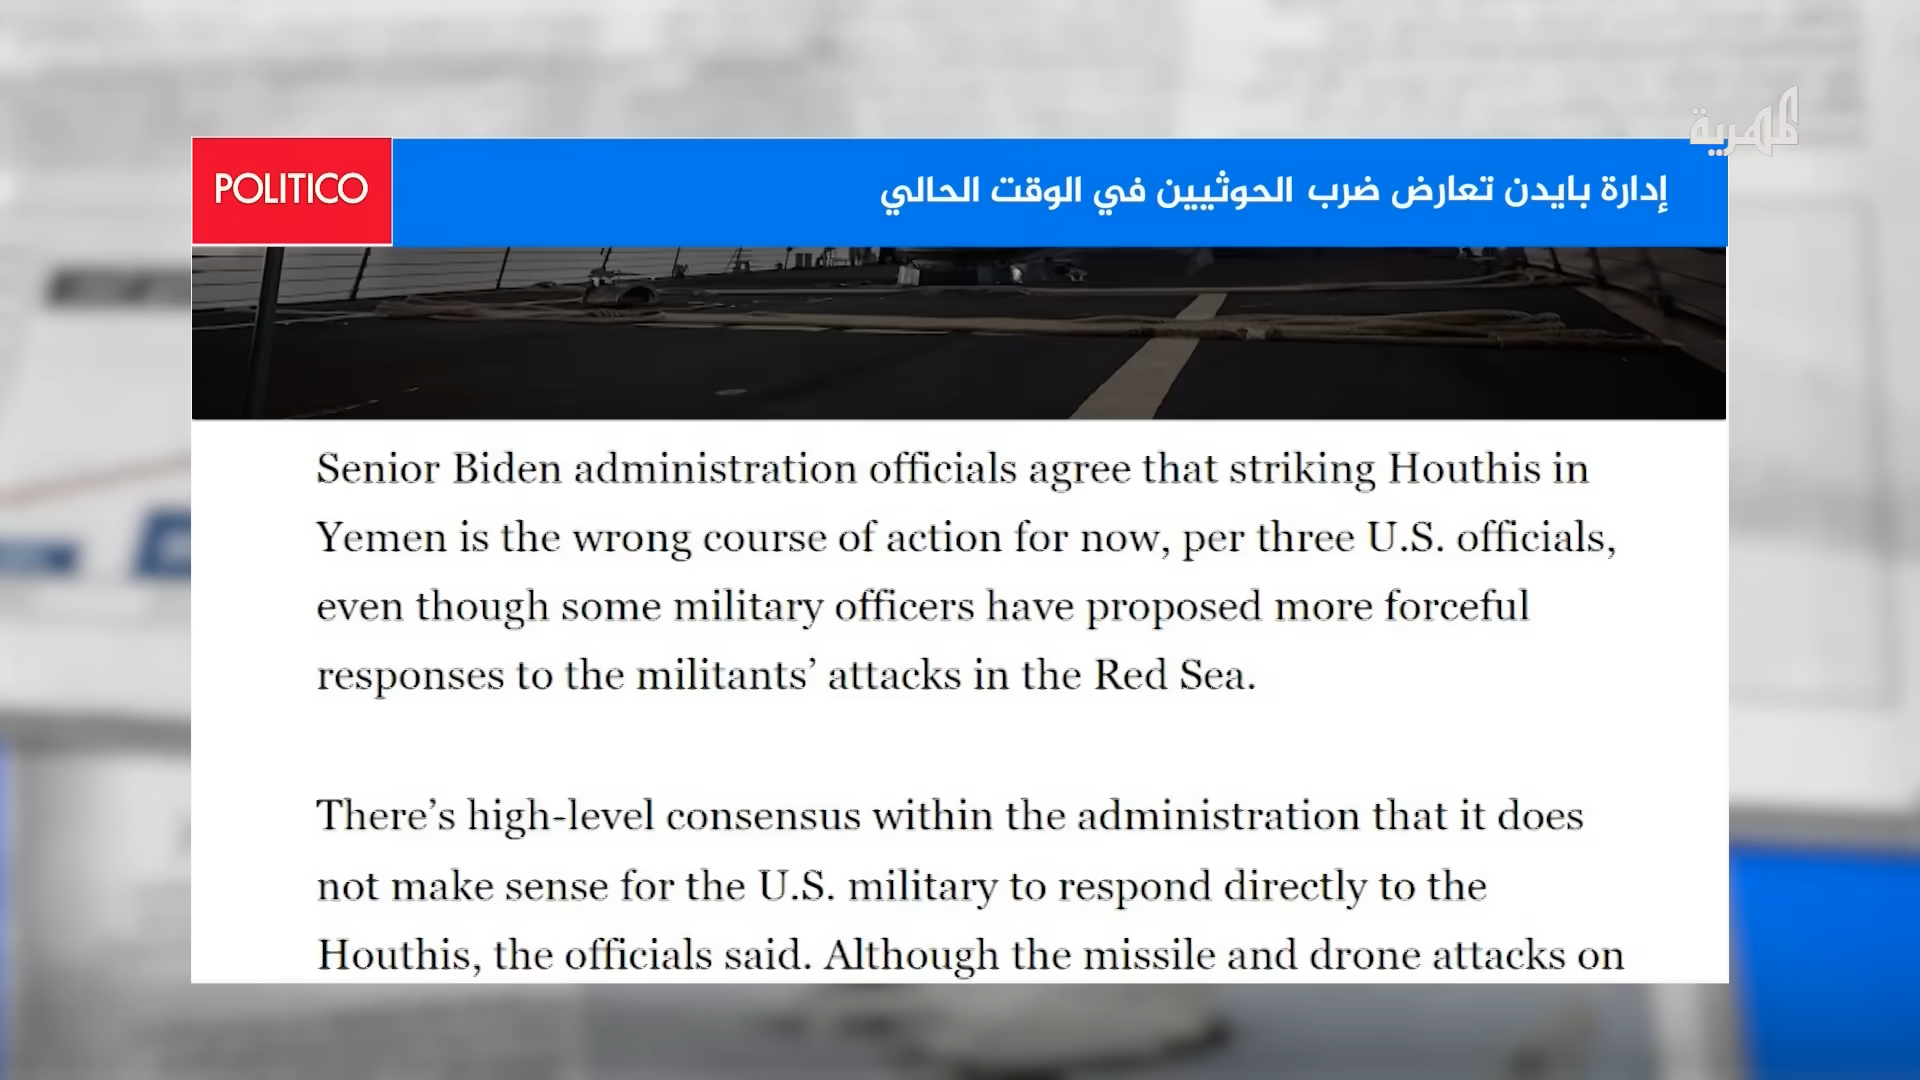 المهرية
POLITICO
إدارة بايدن تعارض ضرب الحوثيين في الوقت الحالي
Senior Biden administration officials agree that striking Houthis in
Yemen is the wrong course of action for now, per three U.S. officials,
even though some military officers have proposed more forceful
responses to the militants’ attacks in the Red Sea.
There’s high-level consensus within the administration that it does
not make sense for the U.S. military to respond directly to the
Houthis, the officials said. Although the missile and drone attacks on